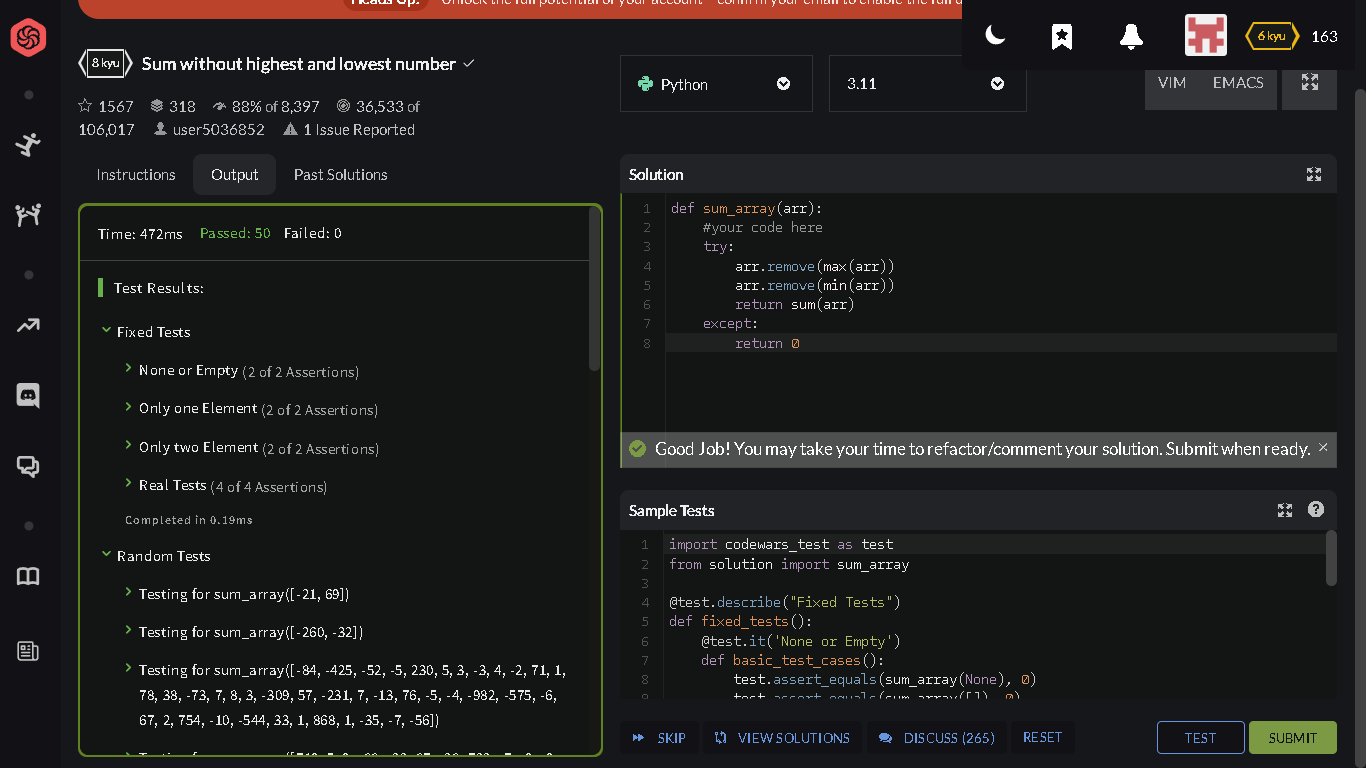 Heads Up! Unlock the full potential of your account - confirm your email to enable the full
6 kyu 163
8 kyu Sum without highest and lowest number
1567 318 88% of 8,397 36,533 of
106,017 user5036852 1 Issue Reported
Python 3.11 VIM EMACS
Instructions Output Past Solutions
Time: 472ms Passed: 50 Failed: 0
Test Results:
Fixed Tests
None or Empty (2 of 2 Assertions)
Only one Element (2 of 2 Assertions)
Only two Element (2 of 2 Assertions)
Real Tests (4 of 4 Assertions)
Completed in 0.19ms
Random Tests
Testing for sum_array([-21, 69])
Testing for sum_array([-260, -32])
Testing for sum_array([-84, -425, -52, -5, 230, 5, 3, -3, 4, -2, 71, 1,
78, 38, -73, 7, 8, 3, -309, 57, -231, 7, -13, 76, -5, -4, -982, -575, -6,
67, 2, 754, -10, -544, 33, 1, 868, 1, -35, -7, -56])
Solution
1 def sum_array(arr):
2 #your code here
3 try:
4 arr.remove(max(arr))
5 arr.remove(min(arr))
6 return sum(arr)
7 except:
8 return 0
Good Job! You may take your time to refactor/comment your solution. Submit when ready.
Sample Tests
1 import codewars_test as test
2 from solution import sum_array
3
4 @test.describe("Fixed Tests")
5 def fixed_tests():
6 @test.it('None or Empty')
7 def basic_test_cases():
8 test.assert_equals(sum_array(None), 0)
9 test.assert_equals(sum_array([]), 0)
SKIP VIEW SOLUTIONS DISCUSS (265) RESET TEST SUBMIT